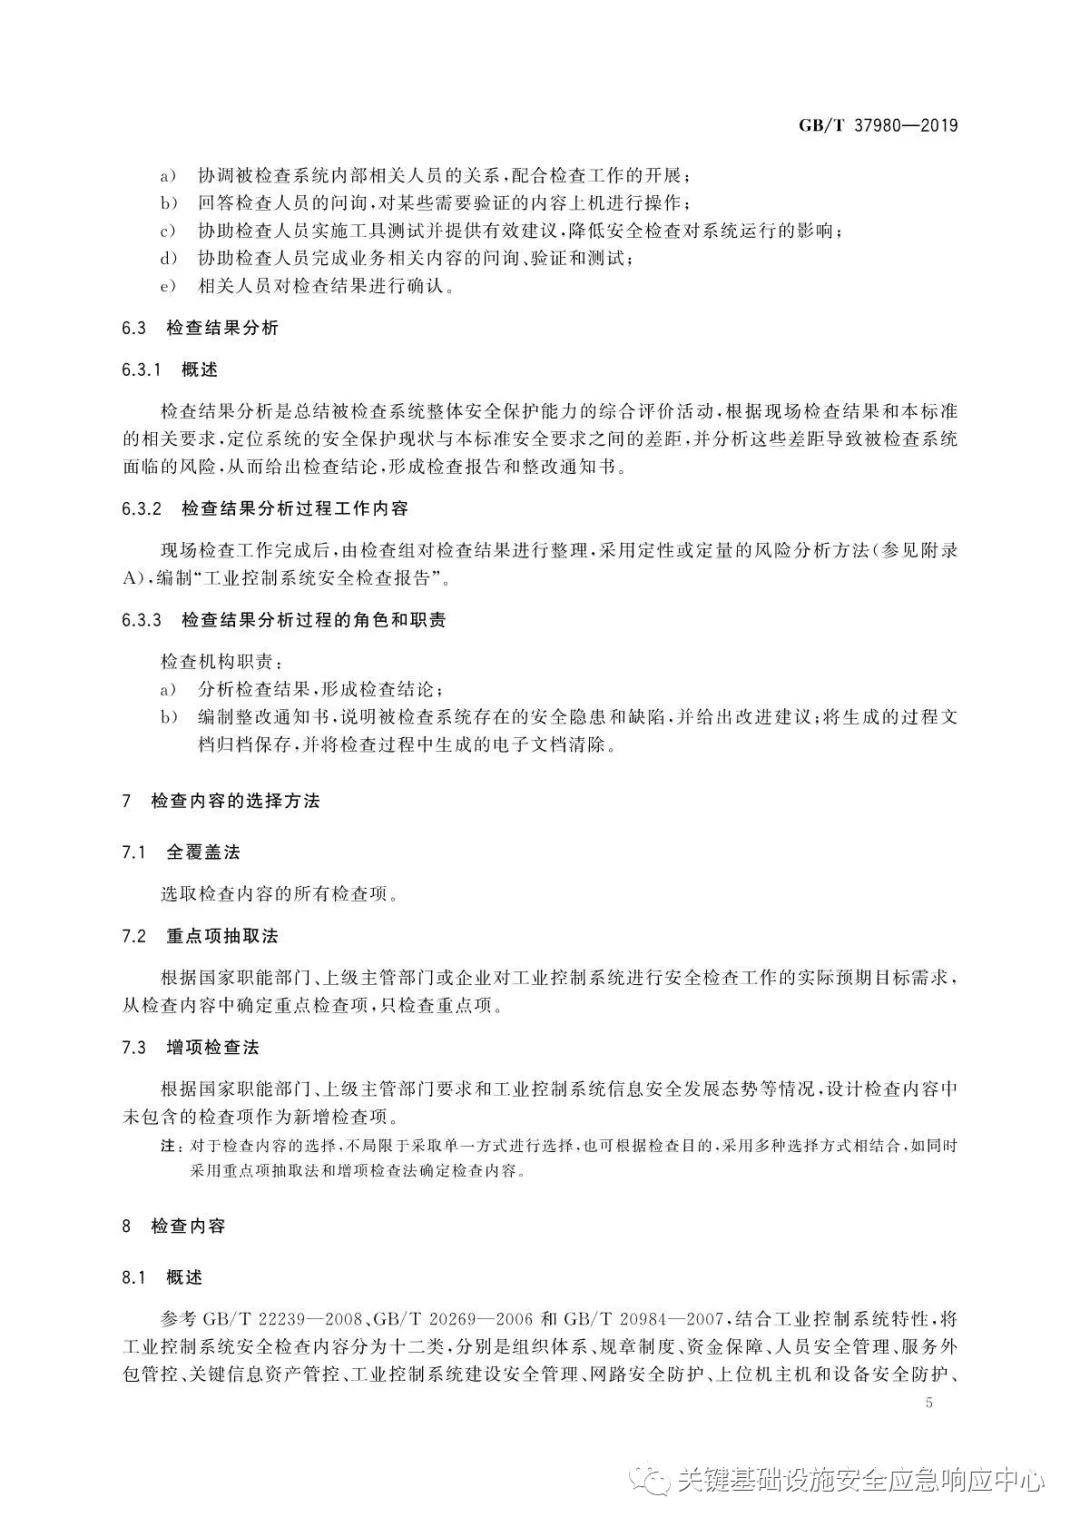 GB/T 37980—2019
a) 协调被检查系统内部相关人员的关系,配合检查工作的开展;
b) 回答检查人员的问询,对某些需要验证的内容上机进行操作;
c) 协助检查人员实施工具测试并提供有效建议,降低安全检查对系统运行的影响;
d) 协助检查人员完成业务相关内容的问询、验证和测试;
e) 相关人员对检查结果进行确认。
6.3 检查结果分析
6.3.1 概述
检查结果分析是总结被检查系统整体安全保护能力的综合评价活动,根据现场检查结果和本标准
的相关要求,定位系统的安全保护现状与本标准安全要求之间的差距,并分析这些差距导致被检查系统
面临的风险,从而给出检查结论,形成检查报告和整改通知书。
6.3.2 检查结果分析过程工作内容
现场检查工作完成后,由检查组对检查结果进行整理,采用定性或定量的风险分析方法(参见附录
A),编制“工业控制系统安全检查报告”。
6.3.3 检查结果分析过程的角色和职责
检查机构职责:
a) 分析检查结果,形成检查结论;
b) 编制整改通知书,说明被检查系统存在的安全隐患和缺陷,并给出改进建议;将生成的过程文
档归档保存,并将检查过程中生成的电子文档清除。
7 检查内容的选择方法
7.1 全覆盖法
选取检查内容的所有检查项。
7.2 重点项抽取法
根据国家职能部门、上级主管部门或企业对工业控制系统进行安全检查工作的实际预期目标需求,
从检查内容中确定重点检查项,只检查重点项。
7.3 增项检查法
根据国家职能部门、上级主管部门要求和工业控制系统信息安全发展态势等情况,设计检查内容中
未包含的检查项作为新增检查项。
注:对于检查内容的选择,不局限于采取单一方式进行选择,也可根据检查目的,采用多种选择方式相结合,如同时
采用重点项抽取法和增项检查法确定检查内容。
8 检查内容
8.1 概述
参考 GB/T 22239—2008、GB/T 20269—2006 和 GB/T 20984—2007,结合工业控制系统特性,将
工业控制系统安全检查内容分为十二类,分别是组织体系、规章制度、资金保障、人员安全管理、服务外
包管控、关键信息资产管控、工业控制系统建设安全管理、网路安全防护、上位机主机和设备安全防护、
5
关键基础设施安全应急响应中心